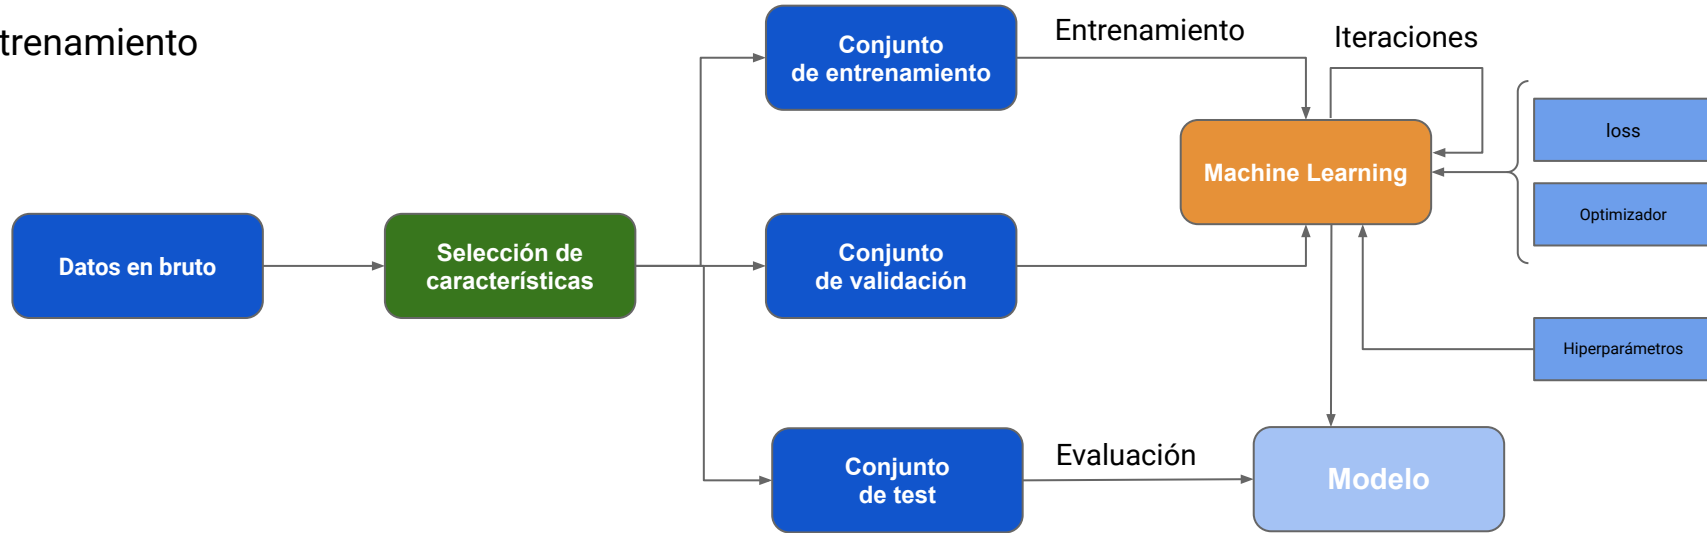 trenamiento
Conjunto
de entrenamiento
Entrenamiento
Iteraciones
loss
Machine Learning
Optimizador
Datos en bruto
Selección de
características
Conjunto
de validación
Hiperparámetros
Conjunto
de test
Evaluación
Modelo